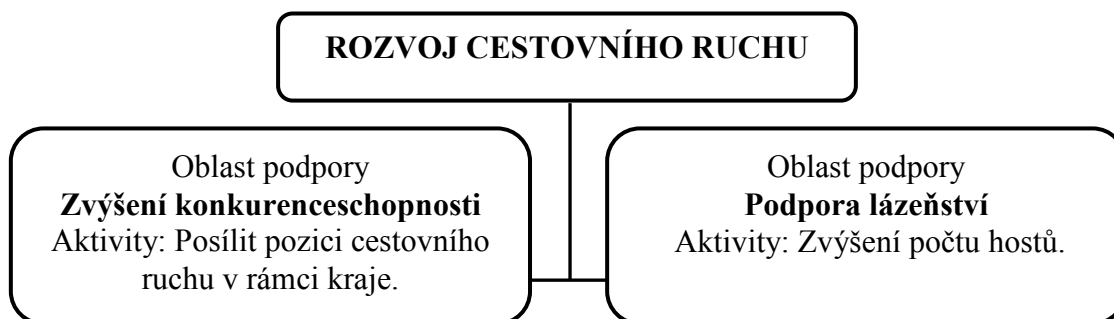 ROZVOJ CESTOVNÍHO RUCHU
Oblast podpory
Zvýšení konkurenceschopnosti
Aktivity: Posílit pozici cestovního
ruchu v rámci kraje.
Oblast podpory
Podpora lázeňství
Aktivity: Zvýšení počtu hostů.